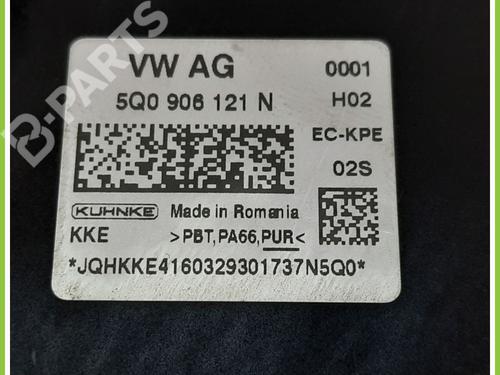 B-PARTS
VW AG 0001
5Q0 906 121 N H02
EC-KPE
02S
KUHNKE Made in Romania
KKE >PBT,PA66,PUR<
*JQHKKE4160329301737N5Q0*